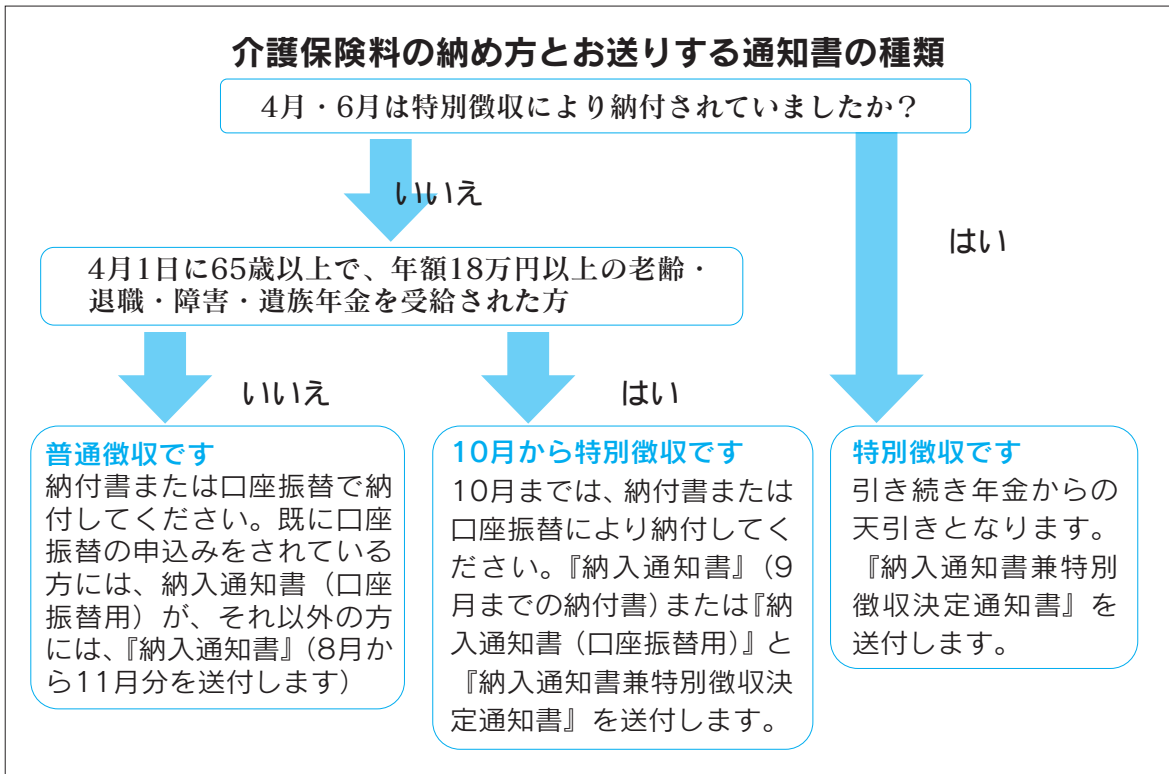 介護保険料の納め方とお送りする通知書の種類
4月・6月は特別徴収により納付されていましたか？
いいえ
はい
4月1日に65歳以上で、年額18万円以上の老齢・
退職・障害・遺族年金を受給された方
いいえ
はい
普通徴収です
納付書または口座振替で納
付してください。既に口座
振替の申込みをされている
方には、納入通知書（口座
振替用）が、それ以外の方
には、『納入通知書』（8月か
ら11月分を送付します）
10月から特別徴収です
10月までは、納付書または
口座振替により納付してく
ださい。『納入通知書』（9
月までの納付書）または『納
入通知書（口座振替用）』と
『納入通知書兼特別徴収決
定通知書』を送付します。
特別徴収です
引き続き年金からの
天引きとなります。
『納入通知書兼特別
徴収決定通知書』を
送付します。